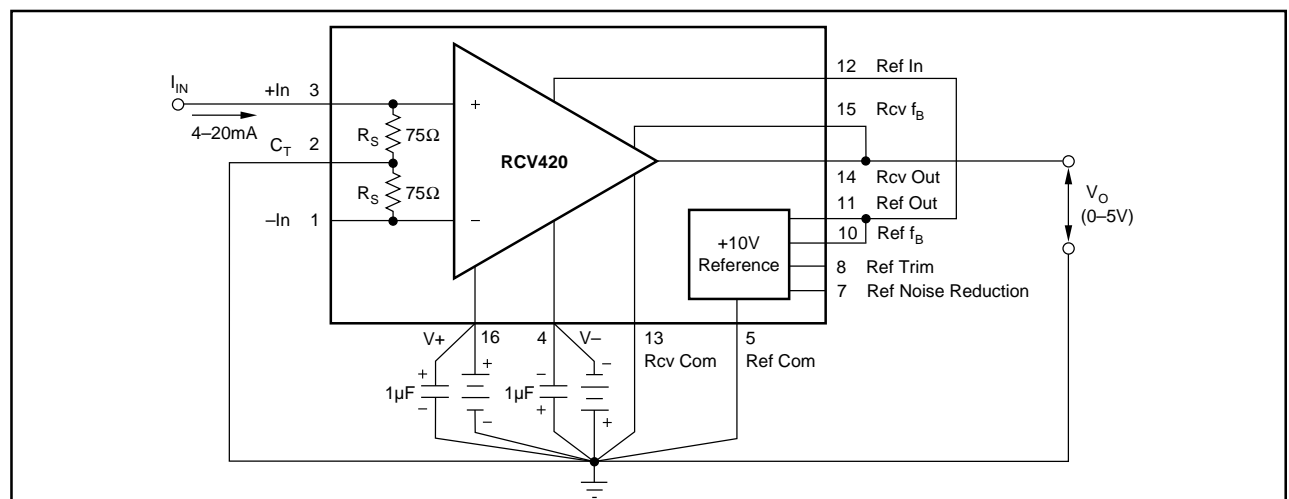 12 Ref In
I_IN
+In 3
15 Rcv f_B
4–20mA
R_S 75Ω
+
C_T 2
RCV420
14 Rcv Out
R_S 75Ω
–In 1
–
11 Ref Out
V_O
(0–5V)
10 Ref f_B
+10V
Reference
8 Ref Trim
7 Ref Noise Reduction
V+ 16 4 V– 13 5
Rcv Com Ref Com
+ + – –
1µF 1µF
– – + +